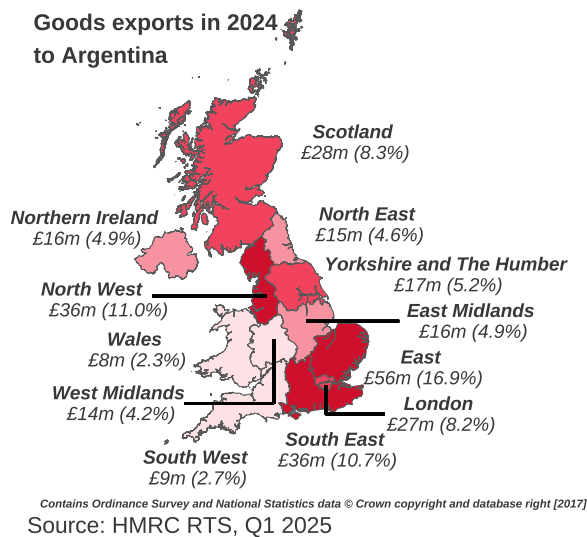 Goods exports in 2024
to Argentina
Scotland
£28m (8.3%)
Northern Ireland
£16m (4.9%)
North East
£15m (4.6%)
Yorkshire and The Humber
£17m (5.2%)
North West
£36m (11.0%)
East Midlands
£16m (4.9%)
Wales
£8m (2.3%)
East
£56m (16.9%)
West Midlands
£14m (4.2%)
London
£27m (8.2%)
South East
£36m (10.7%)
South West
£9m (2.7%)
Contains Ordinance Survey and National Statistics data © Crown copyright and database right [2017]
Source: HMRC RTS, Q1 2025